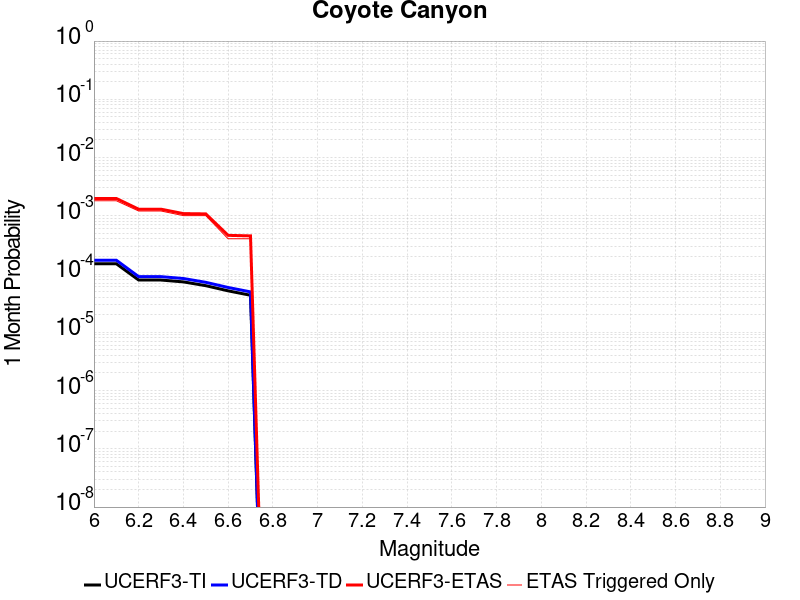 Coyote Canyon
10^0
10^-1
10^-2
10^-3
10^-4
10^-5
10^-6
10^-7
10^-8
1 Month Probability
6 6.2 6.4 6.6 6.8 7 7.2 7.4 7.6 7.8 8 8.2 8.4 8.6 8.8 9
Magnitude
UCERF3-TI UCERF3-TD UCERF3-ETAS ETAS Triggered Only